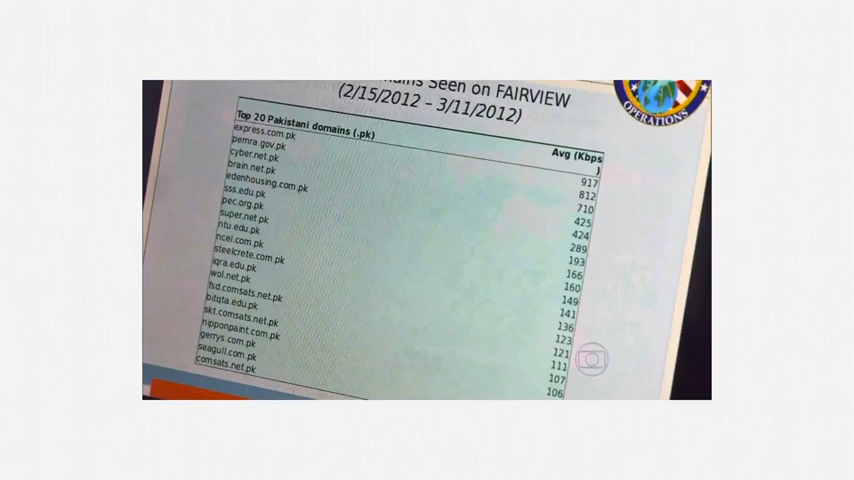 Seen on FAIRVIEW
(2/15/2012 – 3/11/2012)
OPERATIONS
Top 20 Pakistani domains (.pk)
Avg (Kbps
)
express.com.pk
pemra.gov.pk
cyber.net.pk
brain.net.pk
edenhousing.com.pk
sss.edu.pk
pec.org.pk
super.net.pk
ntu.edu.pk
ncel.com.pk
steelcrete.com.pk
iqra.edu.pk
wol.net.pk
fsd.comsats.net.pk
bitqta.edu.pk
skt.comsats.net.pk
nipponpaint.com.pk
gerrys.com.pk
seagull.com.pk
comsats.net.pk
917
812
710
425
424
289
193
166
160
149
141
136
123
121
111
107
106